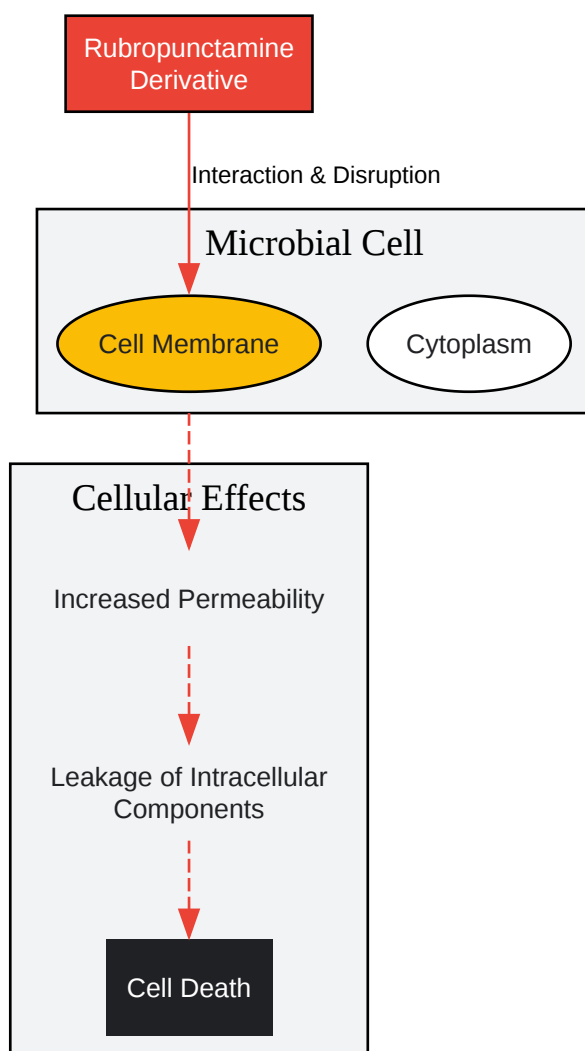 Rubropunctamine
Derivative
Interaction & Disruption
Microbial Cell
Cell Membrane
Cytoplasm
Cellular Effects
Increased Permeability
Leakage of Intracellular
Components
Cell Death